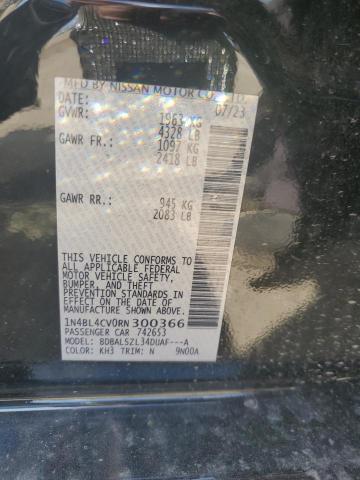 MFD BY NISSAN MOTOR CO., LTD.
DATE: 07/23
GVWR: 1963 KG
4328 LB
GAWR FR.: 1097 KG
2418 LB
GAWR RR.: 945 KG
2083 LB
THIS VEHICLE CONFORMS TO
ALL APPLICABLE FEDERAL
MOTOR VEHICLE SAFETY,
BUMPER, AND THEFT
PREVENTION STANDARDS IN
EFFECT ON THE DATE OF
MANUFACTURE SHOWN ABOVE.
1N4BL4CV0RN300366
PASSENGER CAR 742653
MODEL: BDBALSZL34DUAF---A
COLOR: KH3 TRIM: N 9N00A